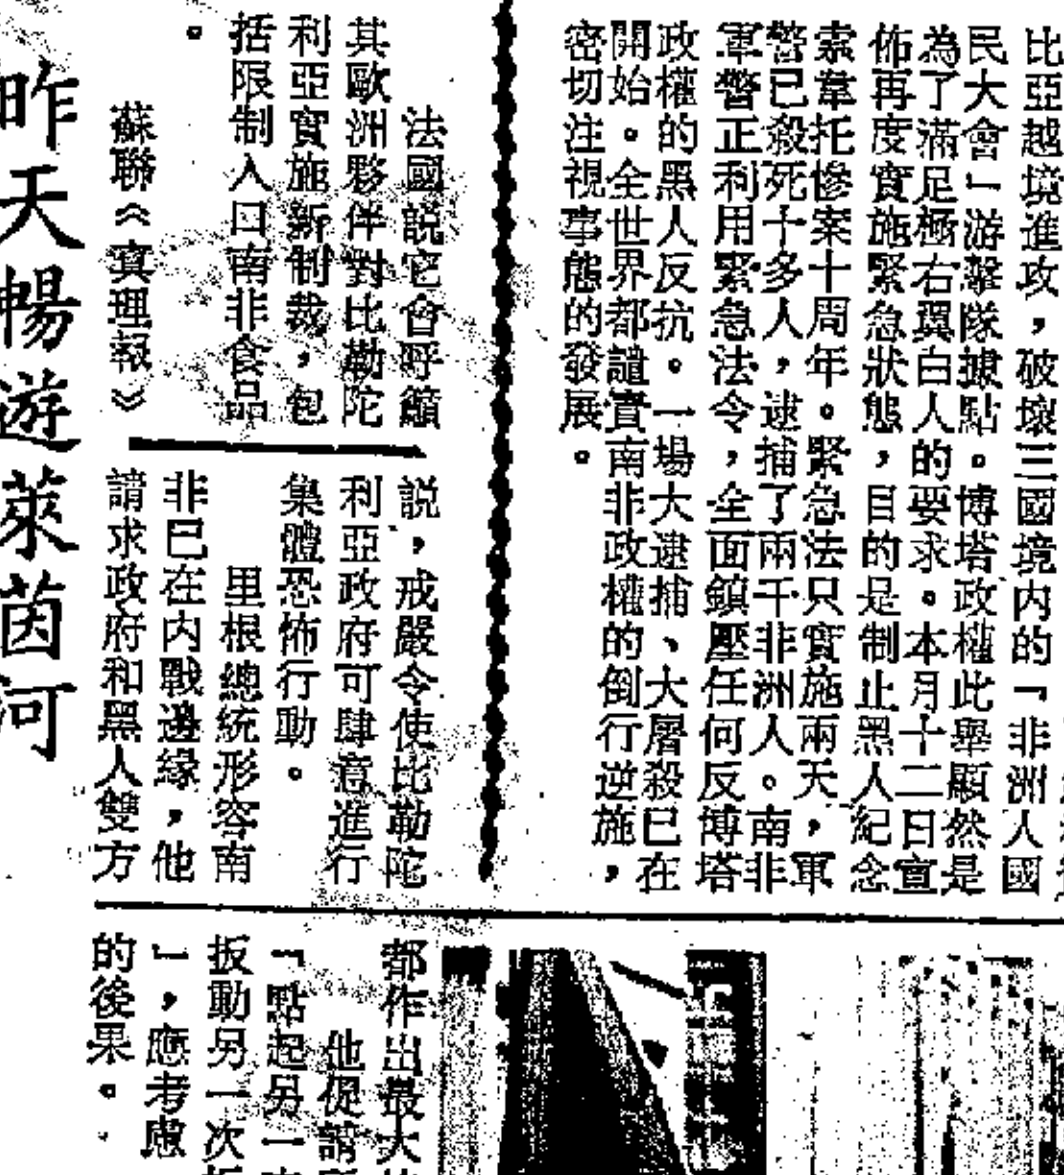 比亞越境進攻，破壞三國境内的「非洲人國
民大會」游擊隊據點。博塔政權此舉顯然是
為了滿足極右翼白人的要求。本月十二日宣
佈再度實施緊急狀態，目的是制止黑人紀念
索韋托慘案十周年。緊急法只實施兩天，軍
警已殺死十多人，逮捕了兩千非洲人。南非
軍警正利用緊急法令，全面鎮壓任何反博塔
政權的黑人反抗。一場大逮捕、大屠殺已在
開始。全世界都譴責南非政權的倒行逆施，
密切注視事態的發展。
法國説它會呼籲
其歐洲夥伴對比勒陀
利亞實施新制裁，包
括限制入口南非食品
。
蘇聯《真理報》
説，戒嚴令使比勒陀
利亞政府可肆意進行
集體恐怖行動。
里根總統形容南
非已在内戰邊緣，他
請求政府和黑人雙方
都作出最大
他促請
「點起另一
扳動另一次
」，應考慮
的後果。
昨天暢遊萊茵河